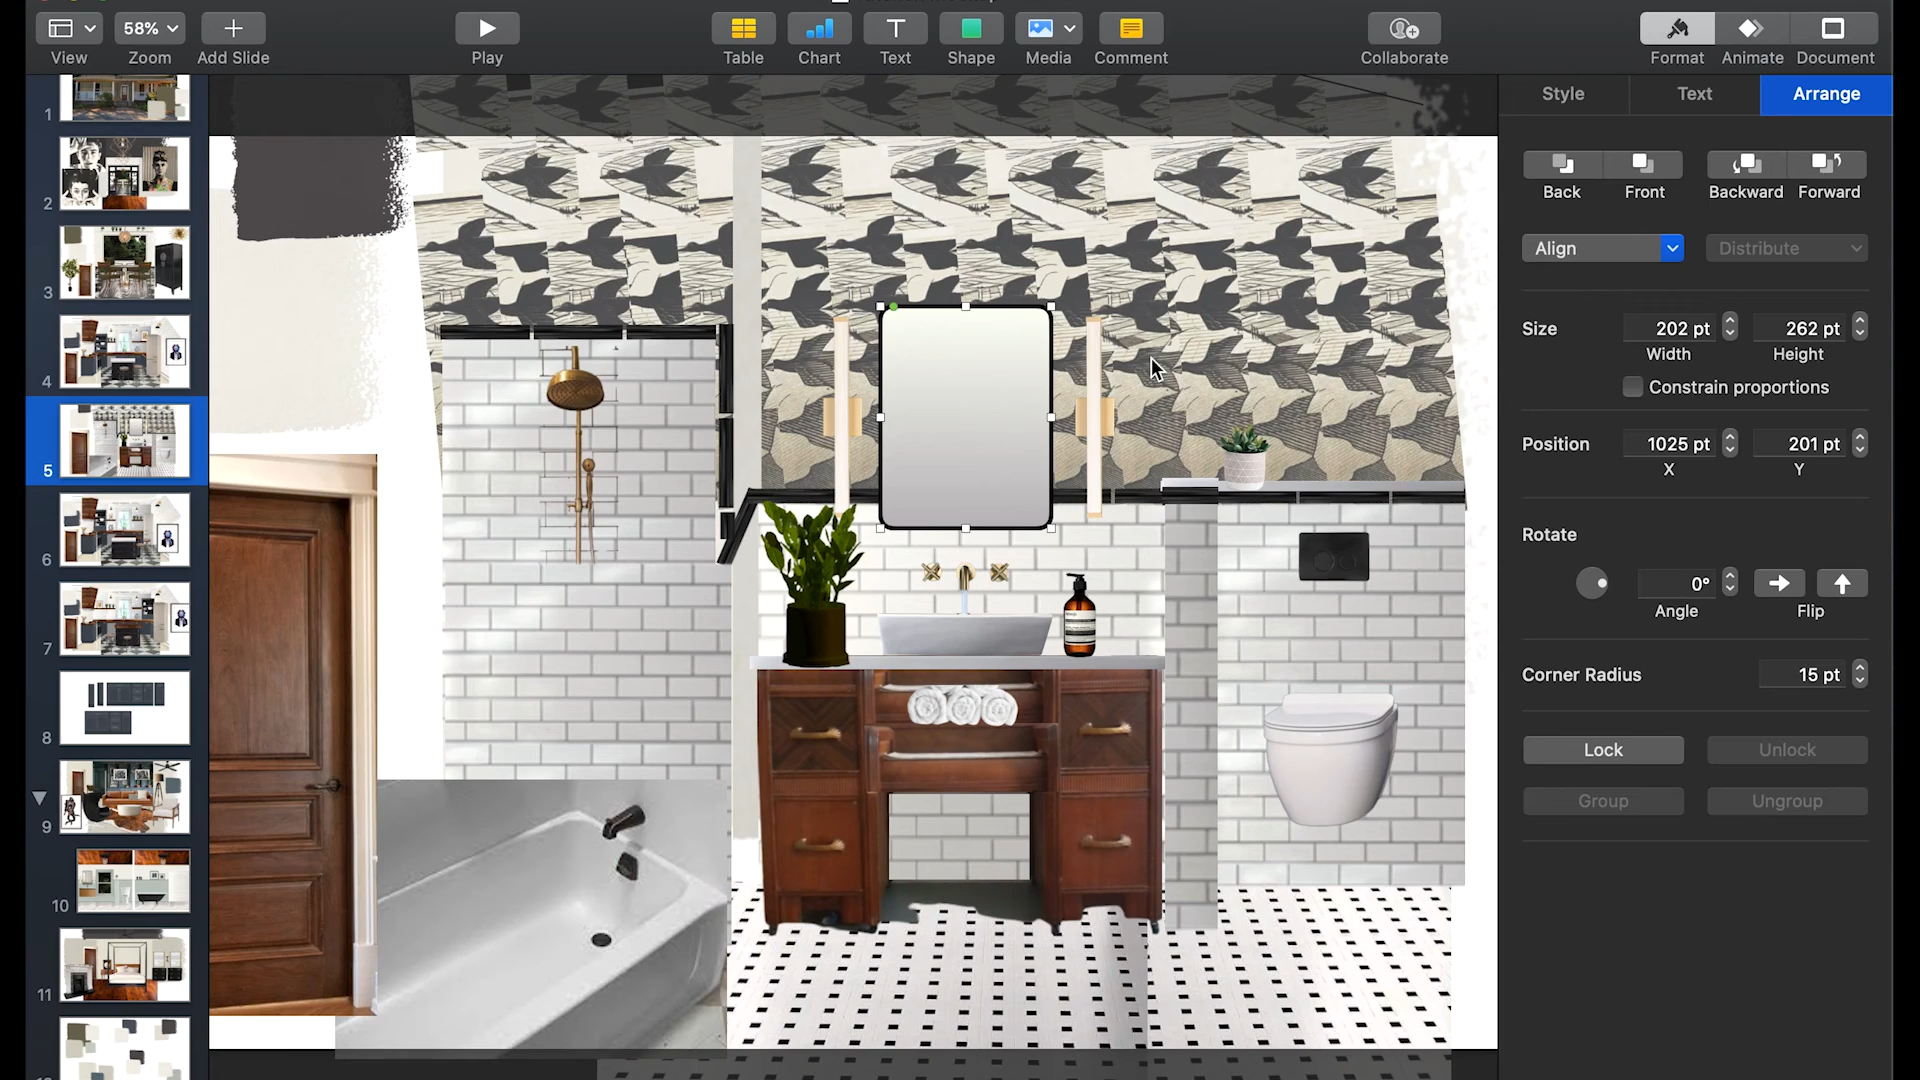 58%
View
Zoom
Add Slide
Play
Table
Chart
Text
Shape
Media
Comment
Collaborate
Format
Animate
Document
Style
Text
Arrange
Back
Front
Backward
Forward
Align
Distribute
Size
202 pt
262 pt
Width
Height
Constrain proportions
Position
1025 pt
201 pt
X
Y
Rotate
0°
Angle
Flip
Corner Radius
15 pt
Lock
Unlock
Group
Ungroup
1
2
3
4
5
6
7
8
9
10
11